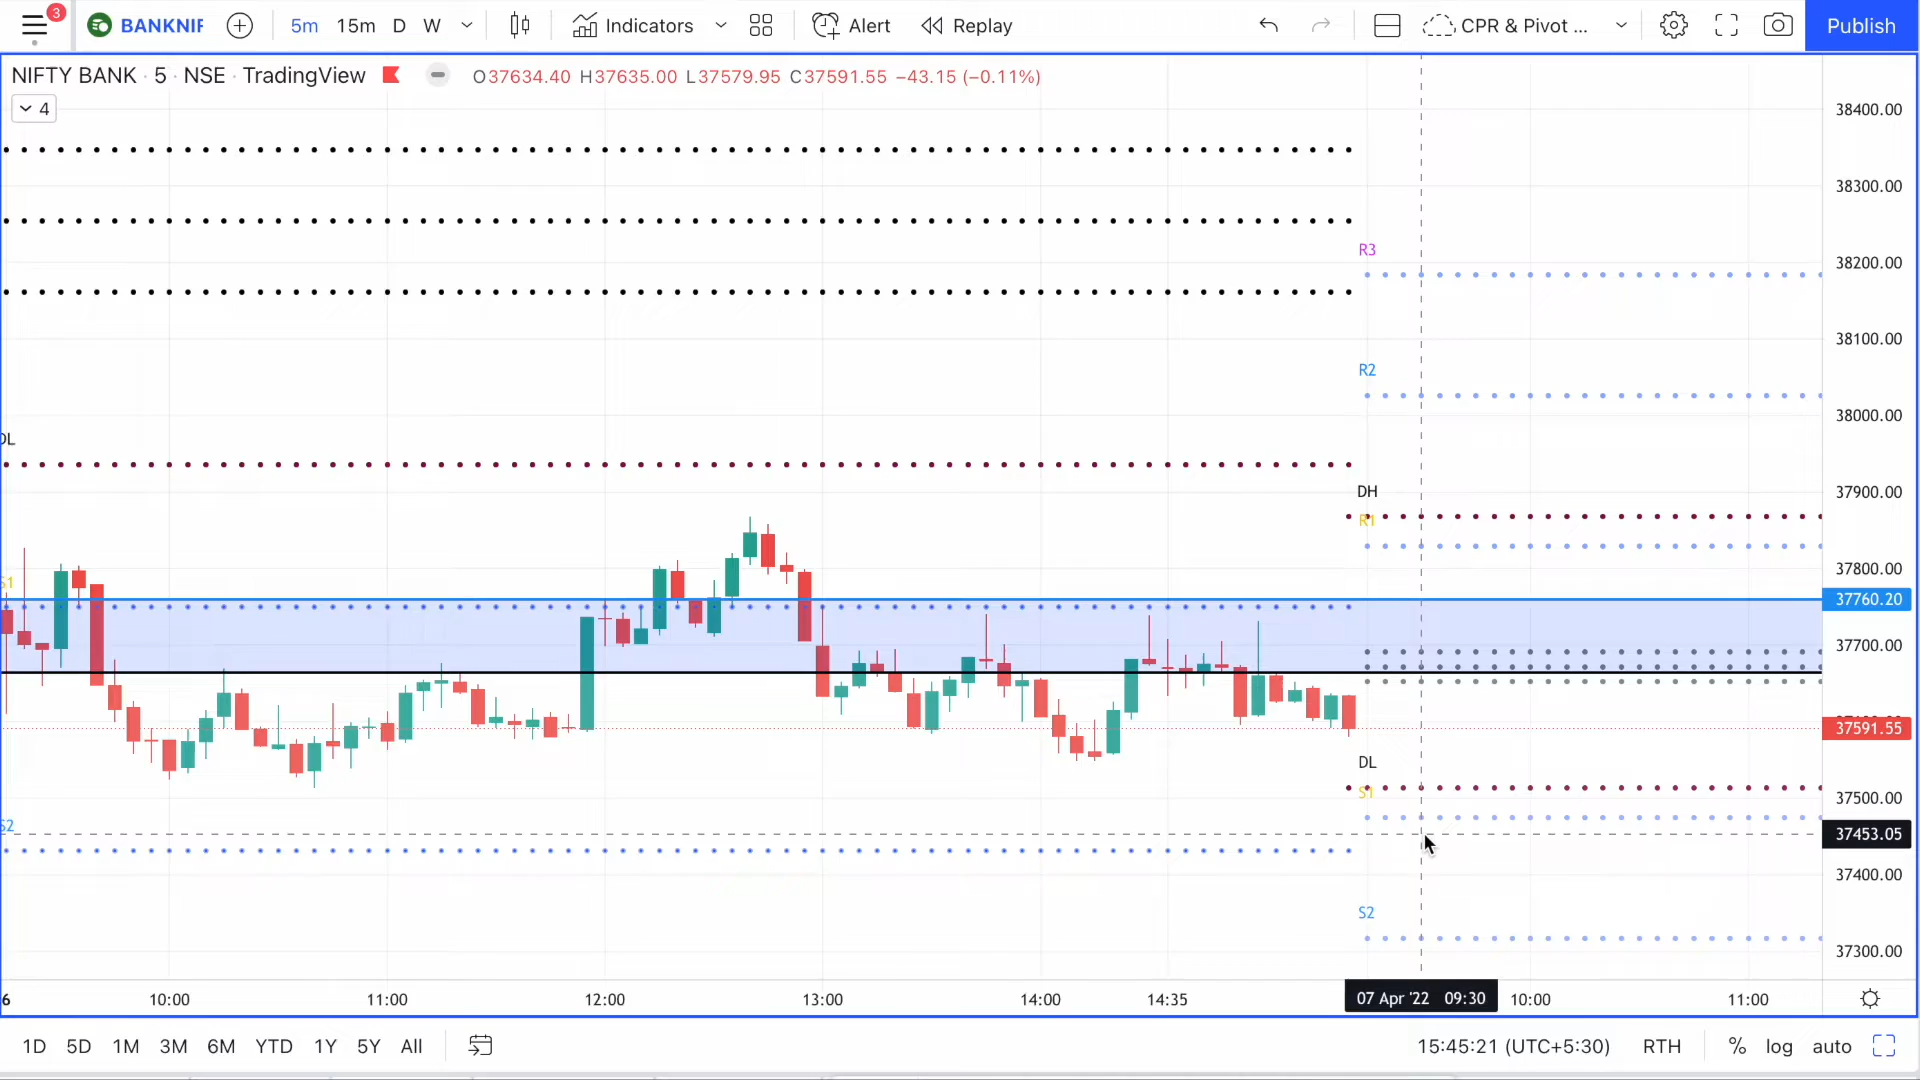 3
BANKNIF
5m 15m D W
Indicators
Alert
Replay
CPR & Pivot ...
Publish
NIFTY BANK · 5 · NSE · TradingView
O37634.40 H37635.00 L37579.95 C37591.55 −43.15 (−0.11%)
4
38400.00
38300.00
R3
38200.00
38100.00
R2
38000.00
DL
DH
37900.00
R1
37800.00
S1
37760.20
37700.00
37591.55
DL
S1
37500.00
S2
37453.05
37400.00
S2
37300.00
6 10:00 11:00 12:00 13:00 14:00 14:35 07 Apr '22 09:30 10:00 11:00
1D 5D 1M 3M 6M YTD 1Y 5Y All
15:45:21 (UTC+5:30) RTH % log auto